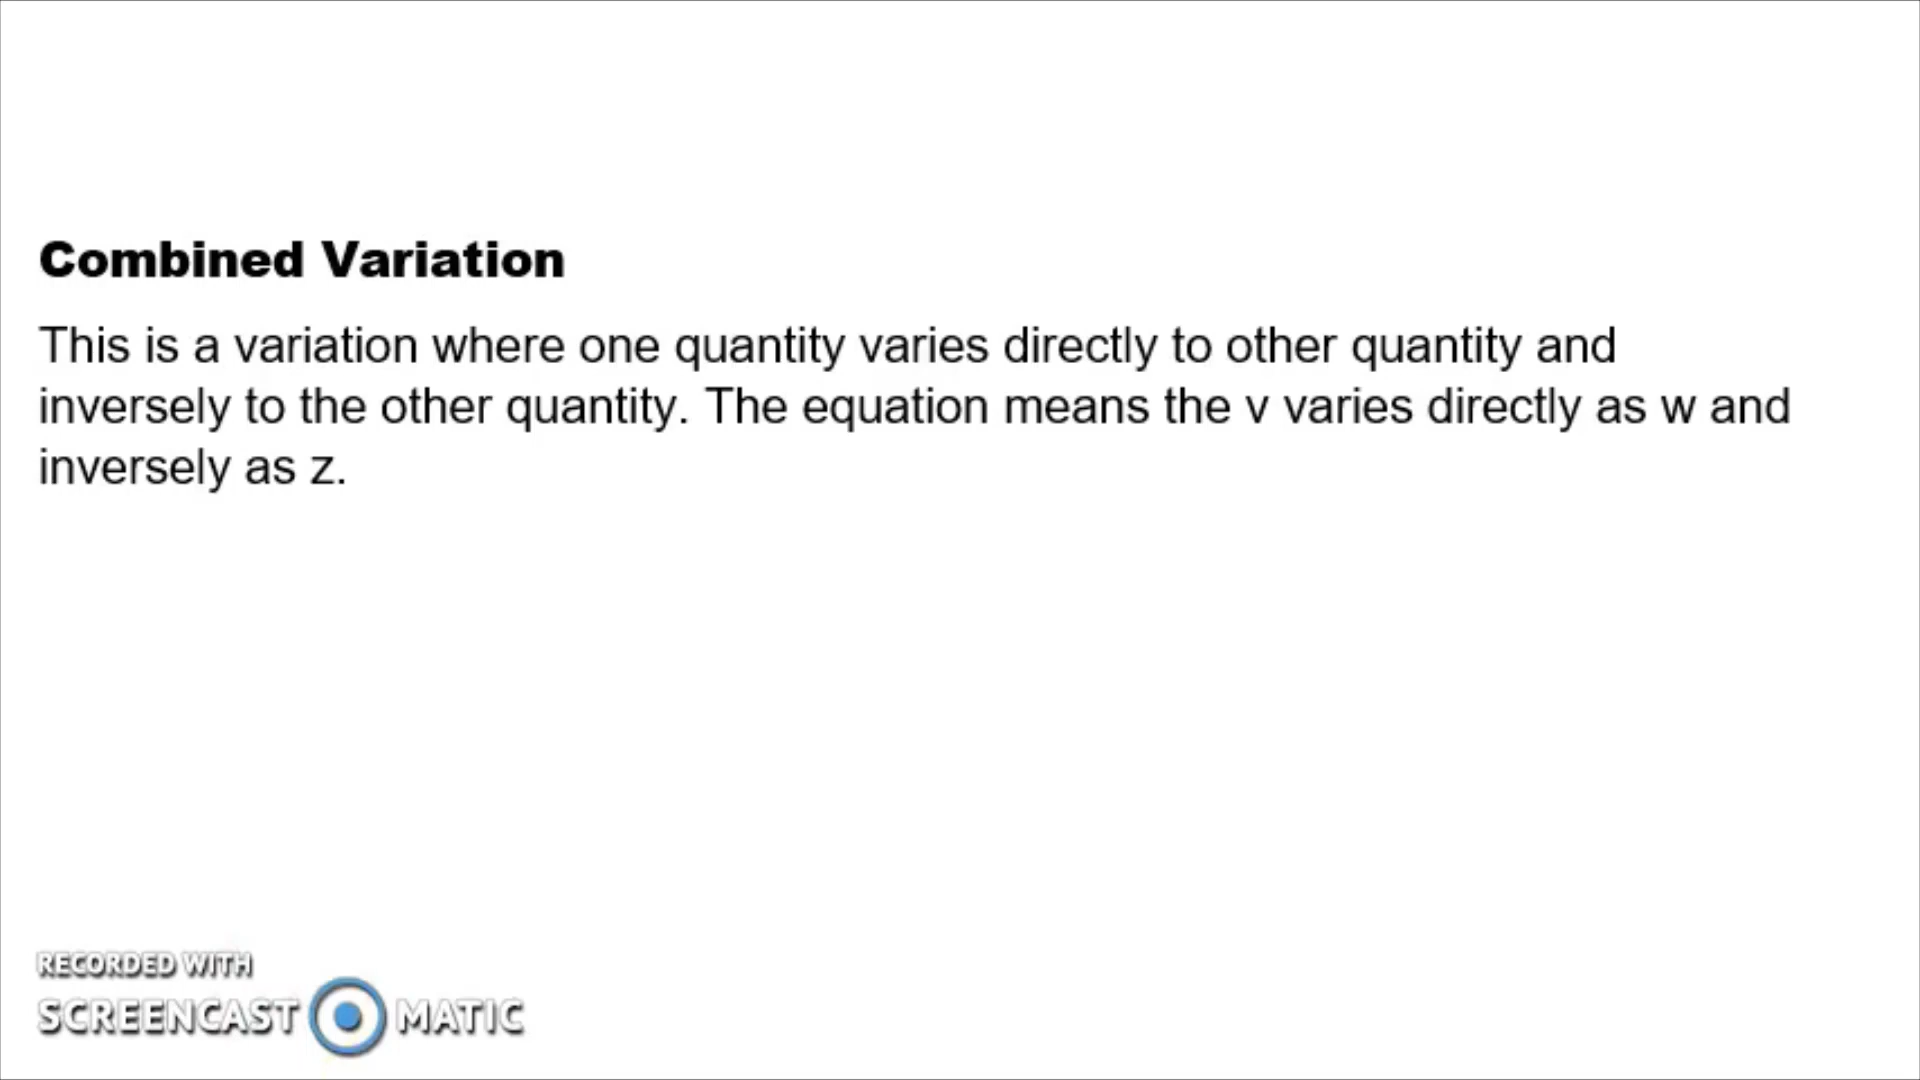 Combined Variation
This is a variation where one quantity varies directly to other quantity and
inversely to the other quantity. The equation means the v varies directly as w and
inversely as z.
RECORDED WITH
SCREENCAST MATIC